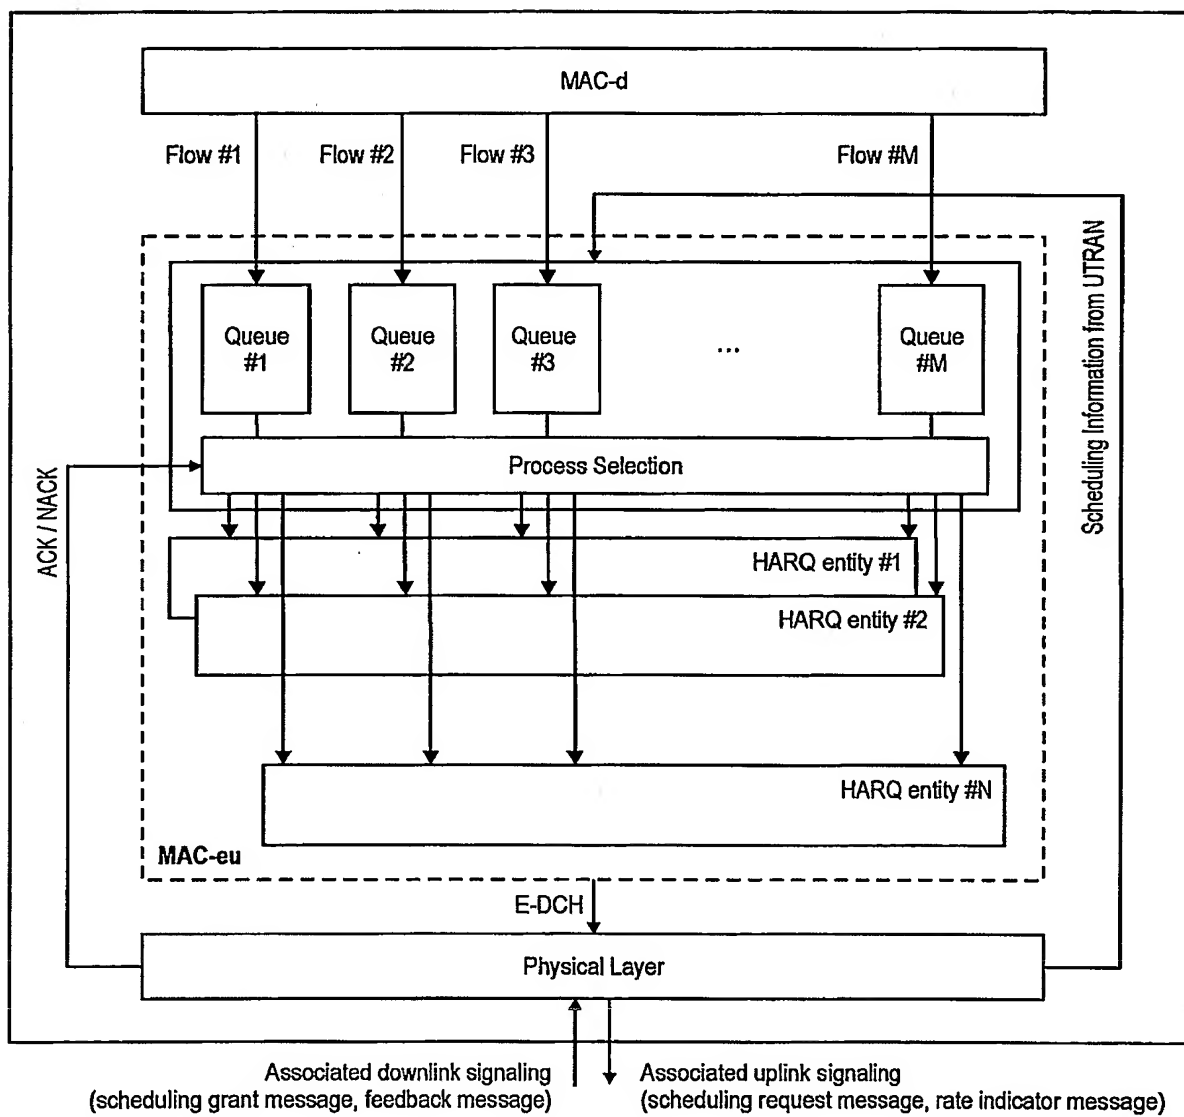 MAC-d
Flow #1
Flow #2
Flow #3
Flow #M
Scheduling Information from UTRAN
Queue
#1
Queue
#2
Queue
#3
...
Queue
#M
Process Selection
ACK / NACK
HARQ entity #1
HARQ entity #2
HARQ entity #N
MAC-eu
E-DCH
Physical Layer
Associated downlink signaling
(scheduling grant message, feedback message)
Associated uplink signaling
(scheduling request message, rate indicator message)